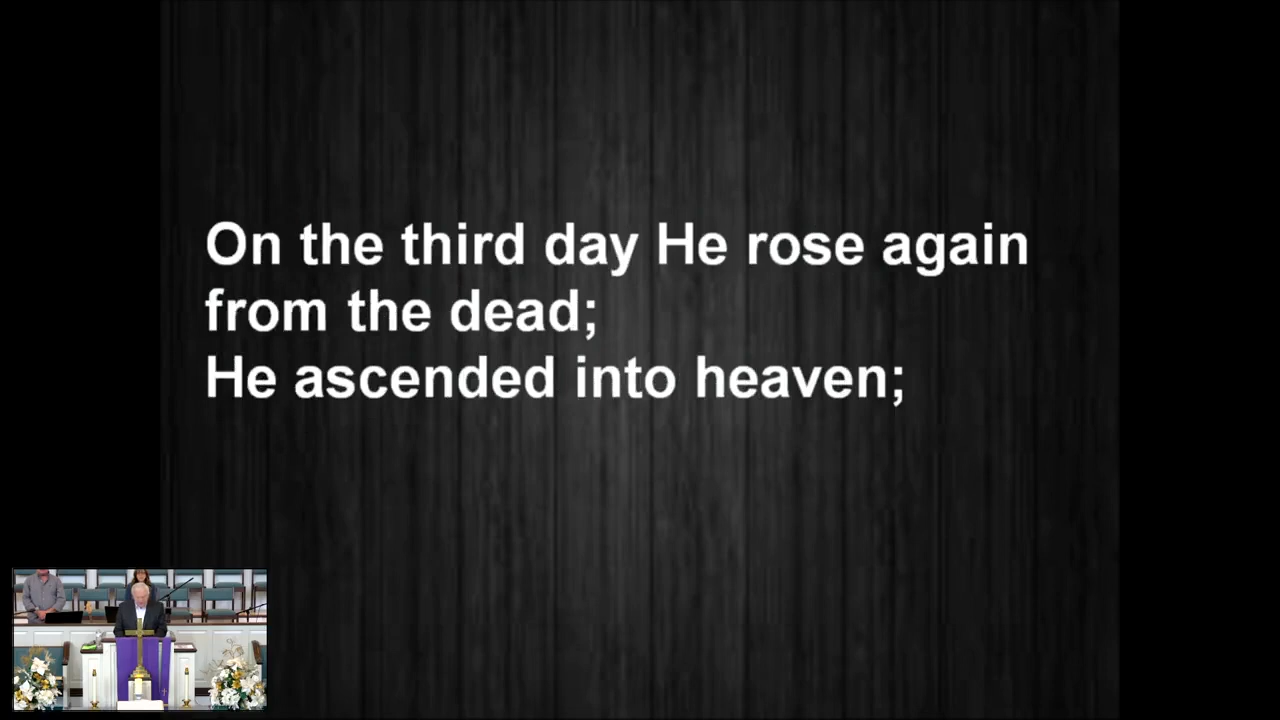 On the third day He rose again
from the dead;
He ascended into heaven;